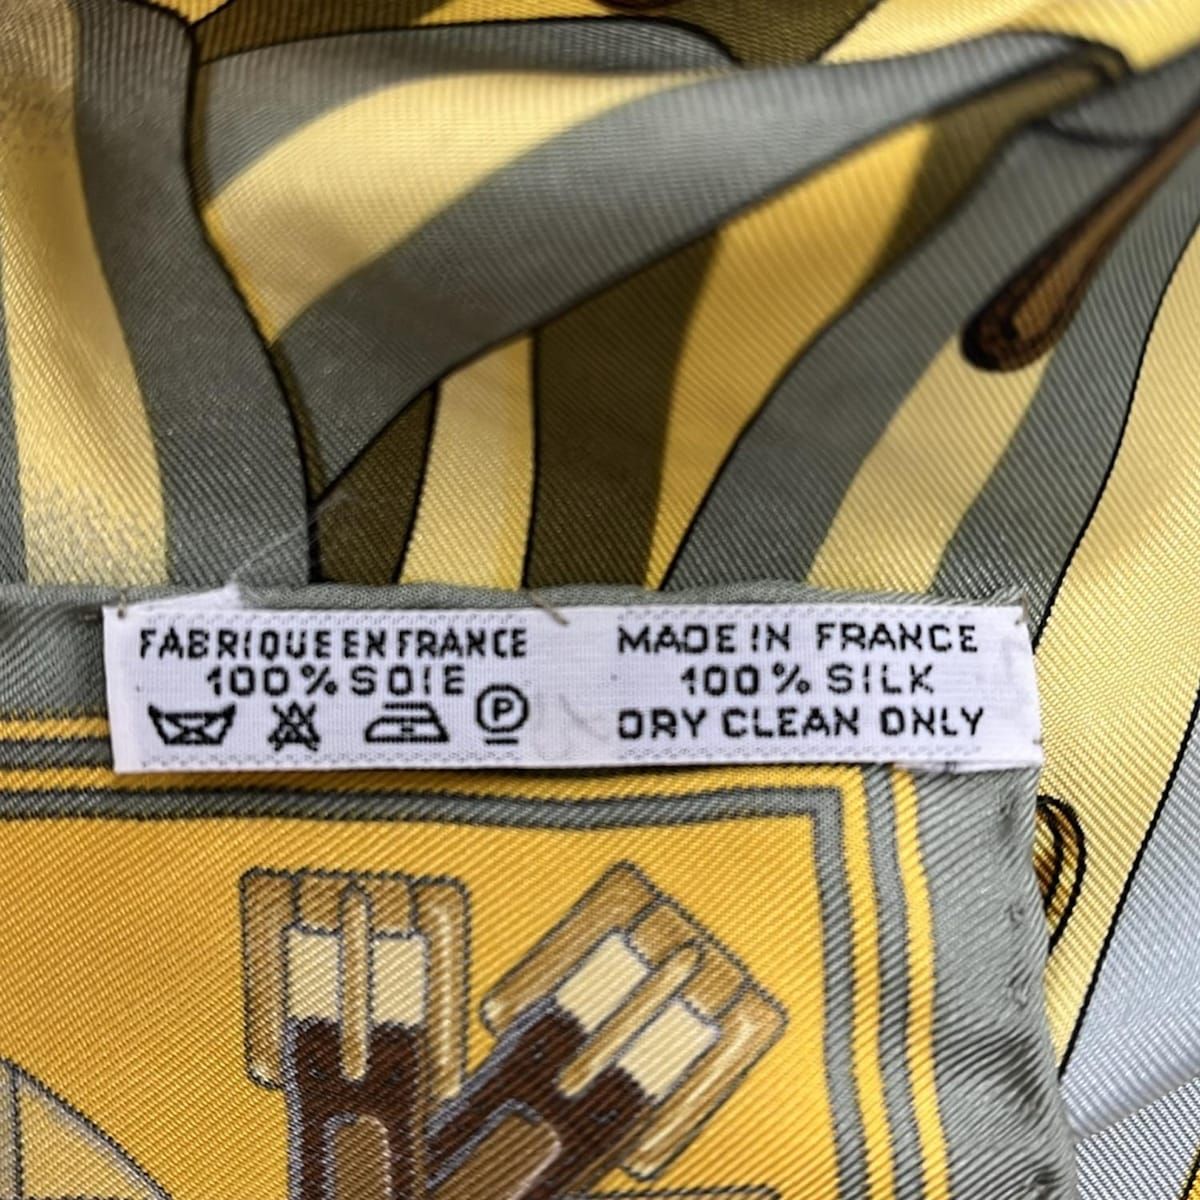 FABRIQUE EN FRANCE
100% SOIE
P
MADE IN FRANCE
100% SILK
DRY CLEAN ONLY